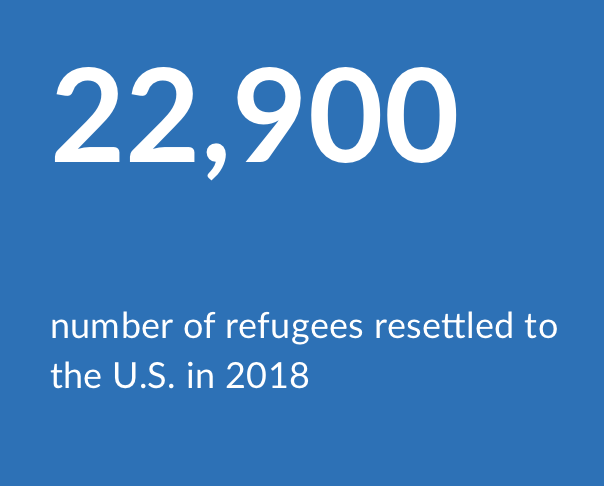 22,900
number of refugees resettled to
the U.S. in 2018